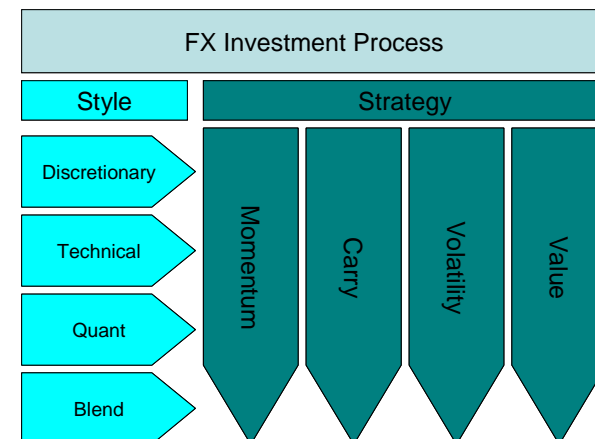 FX Investment Process
Style
Strategy
Discretionary
Technical
Quant
Blend
Momentum
Carry
Volatility
Value